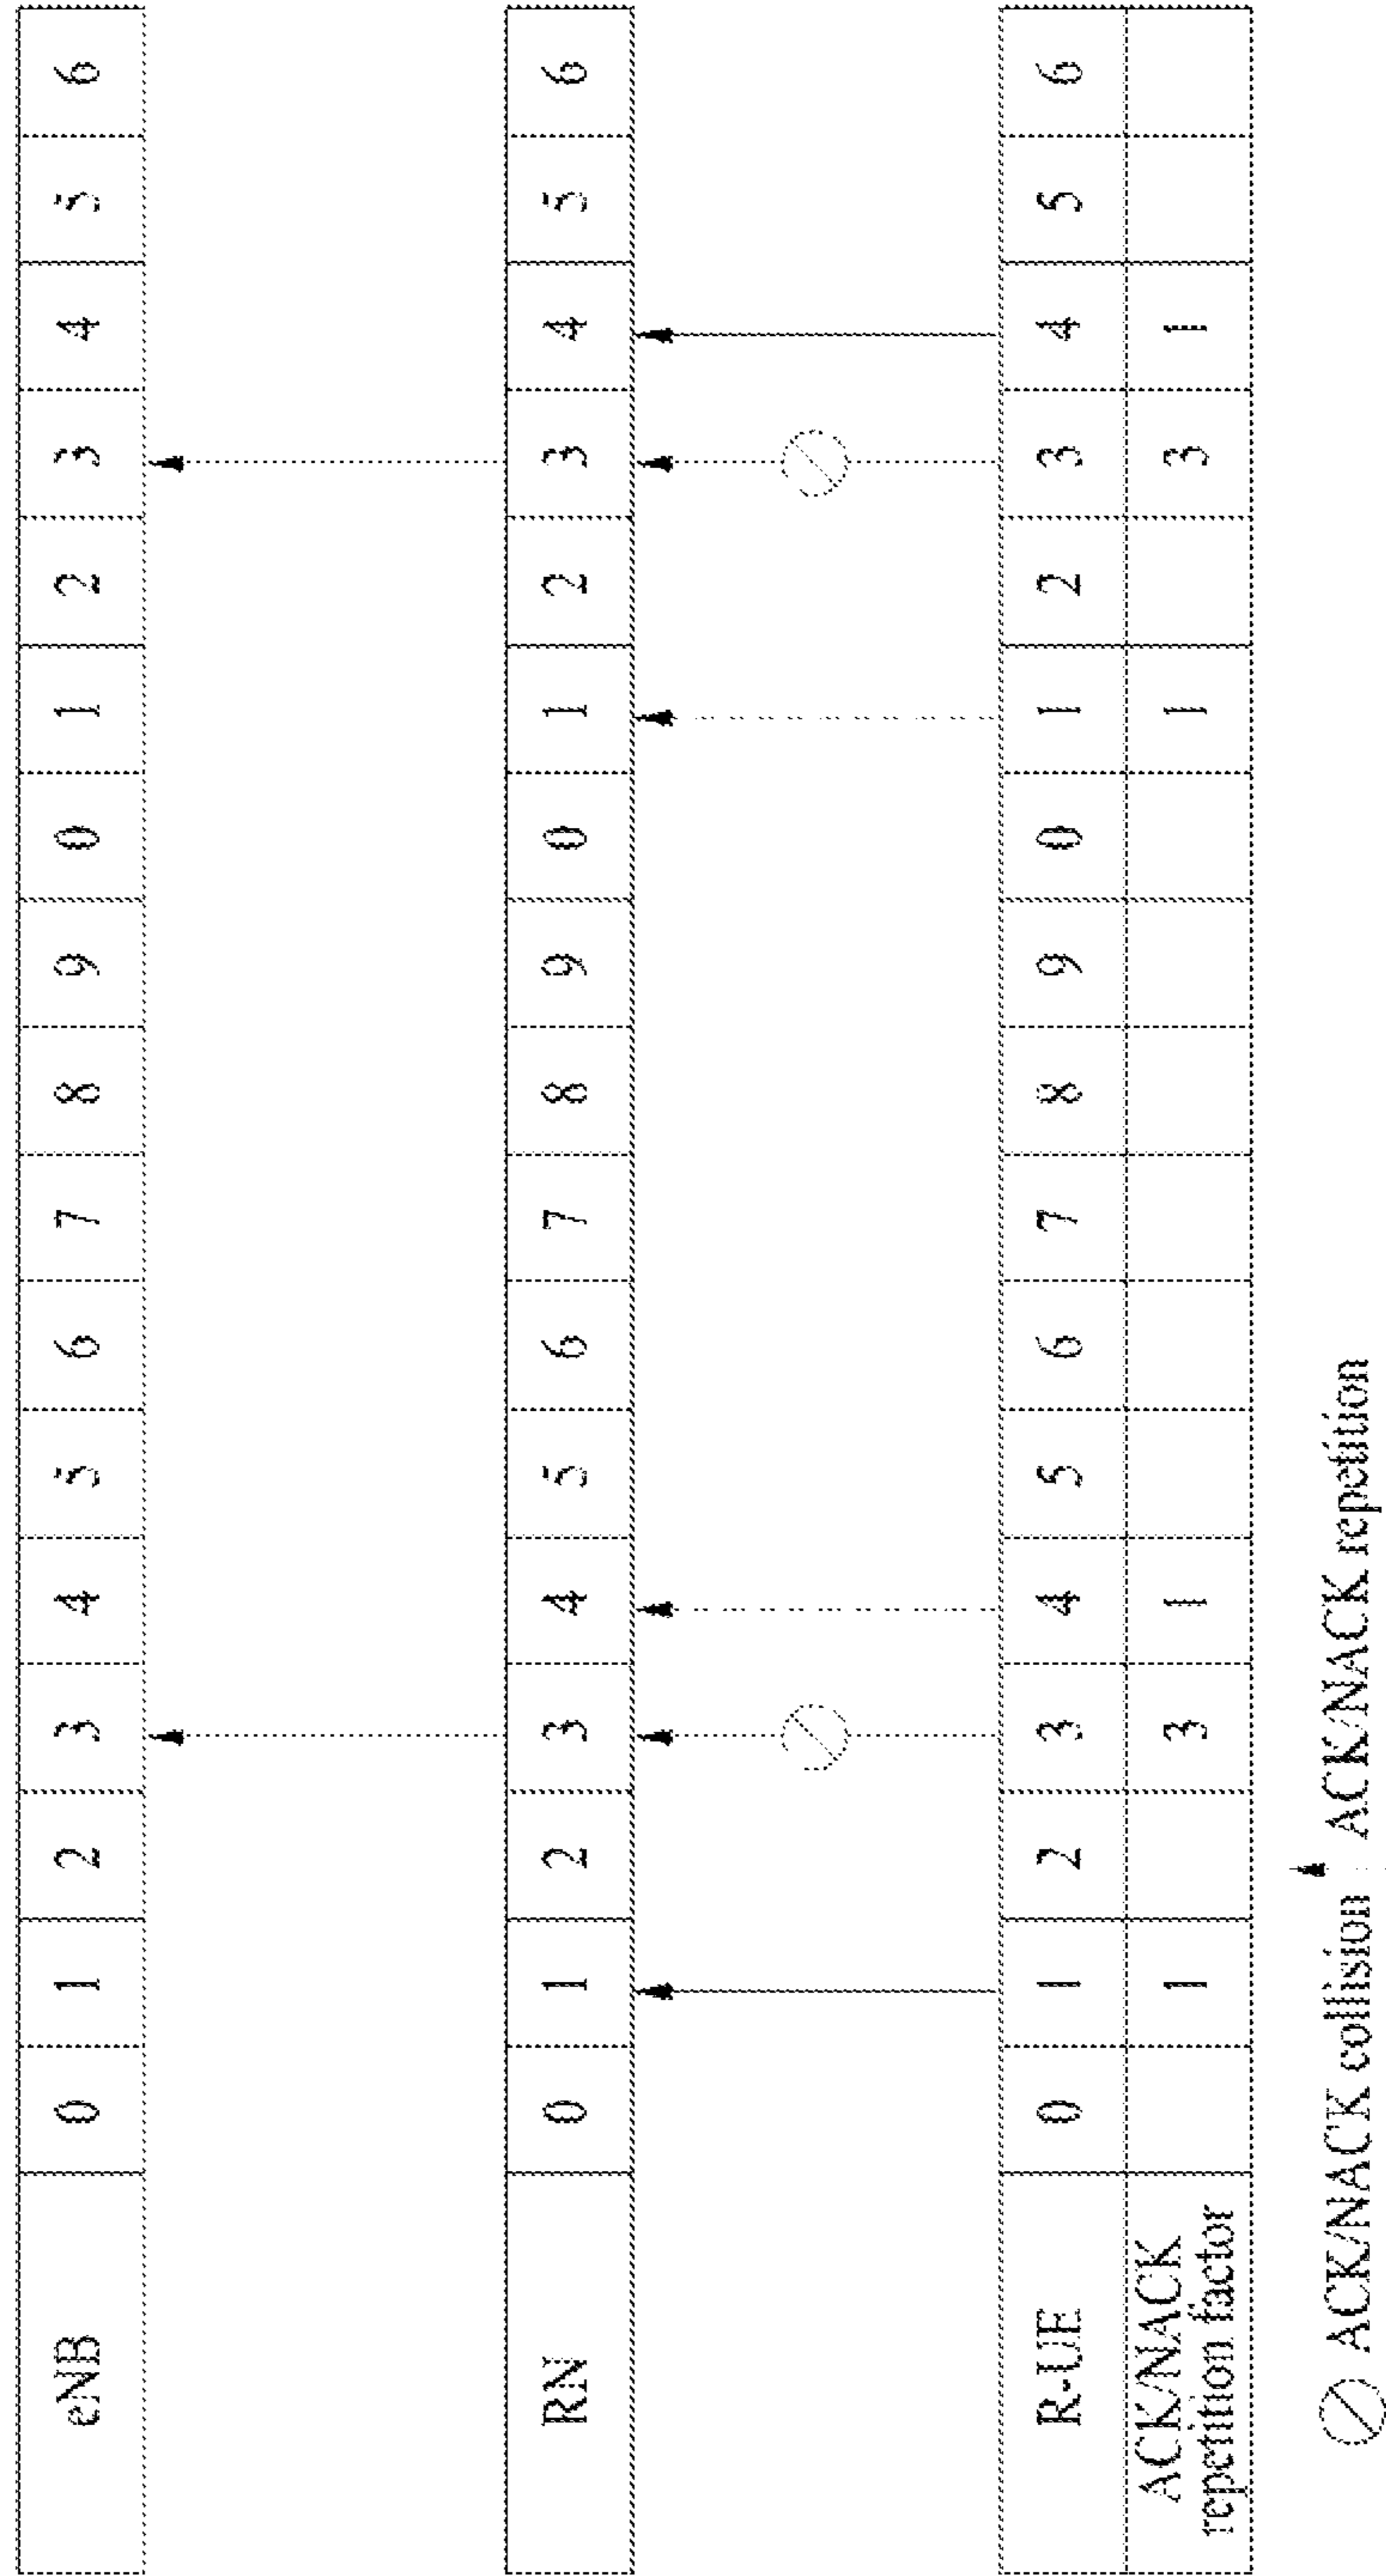 eNB 0 1 2 3 4 5 6 7 8 9 0 1 2 3 4 5 6
RN 0 1 2 3 4 5 6 7 8 9 0 1 2 3 4 5 6
R-UE 0 1 2 3 4 5 6 7 8 9 0 1 2 3 4 5 6
ACK/NACK
repetition factor 1 3 1 1 3 1
ACK/NACK collision ACK/NACK repetition